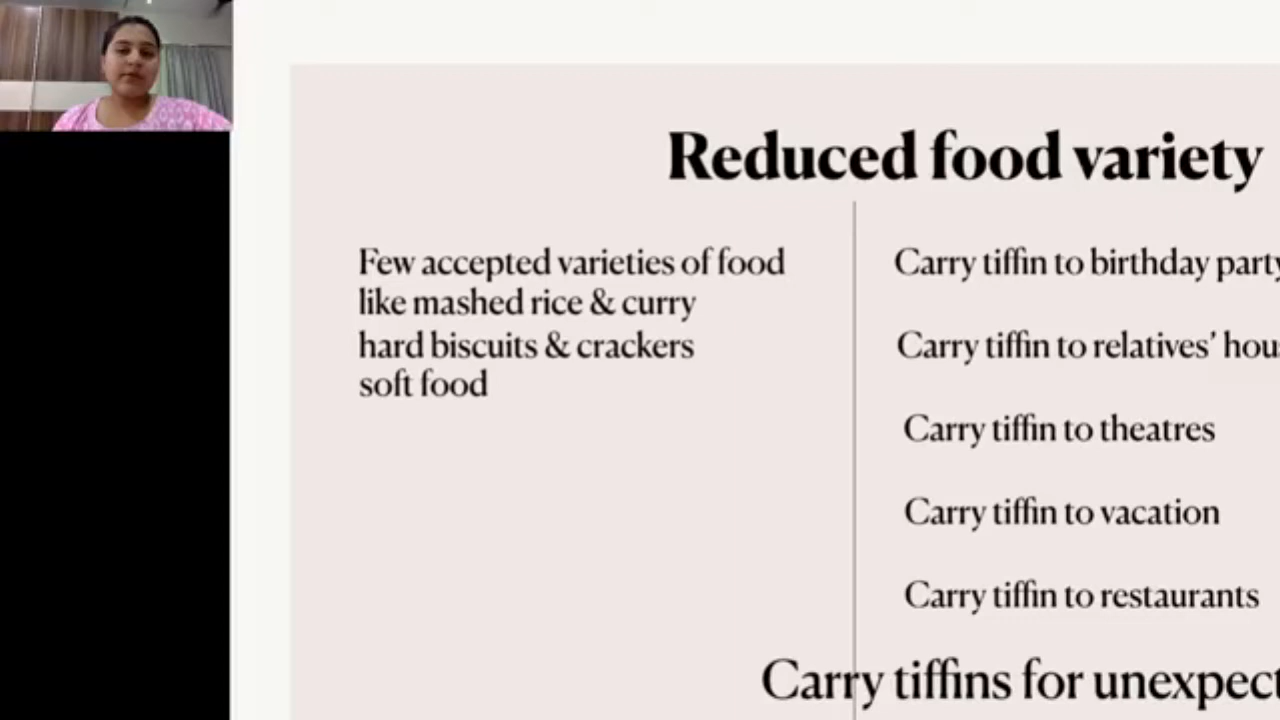 Reduced food variety
Few accepted varieties of food
like mashed rice & curry
hard biscuits & crackers
soft food
Carry tiffin to birthday party
Carry tiffin to relatives’
Carry tiffin to theatres
Carry tiffin to vacation
Carry tiffin to restaurants
Carry tiffins for